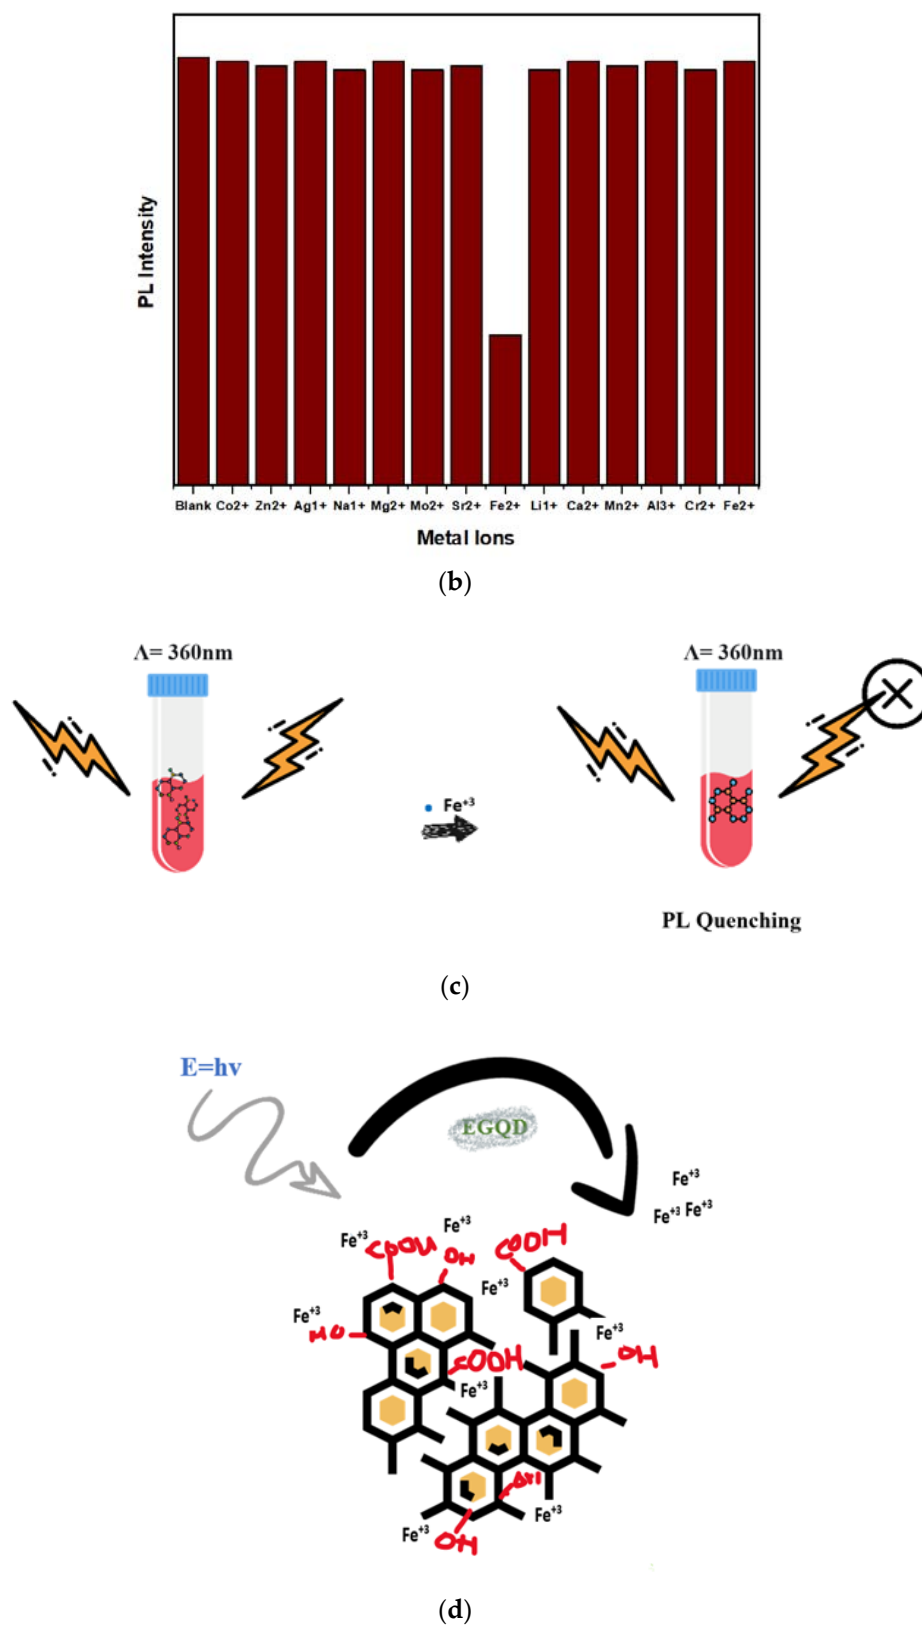 PL Intensity
Blank Co2+ Zn2+ Ag1+ Na1+ Mg2+ Mo2+ Sr2+ Fe2+ Li1+ Ca2+ Mn2+ Al3+ Cr2+ Fe2+
Metal Ions
(b)
Λ= 360nm
Λ= 360nm
Fe+3
PL Quenching
(c)
E=hv
EGQD
Fe+3
Fe+3 Fe+3
Fe+3
Fe+3
COOH
OH
COOH
Fe+3
Fe+3
HO
Fe+3
COOH
OH
Fe+3
Fe+3
Fe+3
OH
(d)